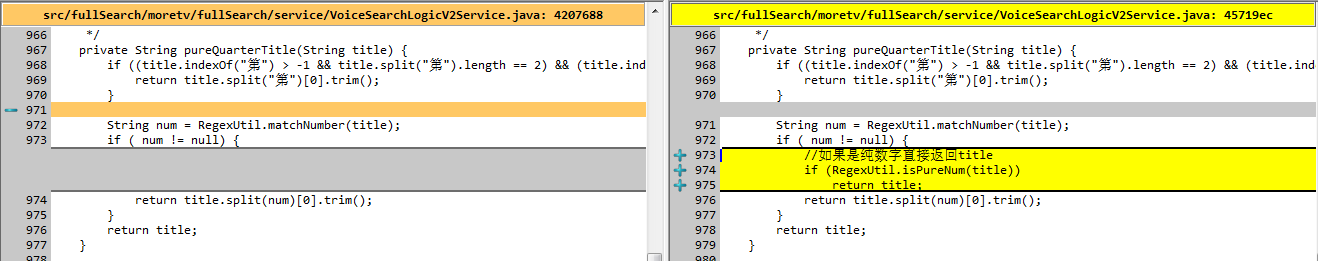 src/fullSearch/moretv/fullSearch/service/VoiceSearchLogicV2Service.java: 4207688
966 */
967 private String pureQuarterTitle(String title) {
968 if ((title.indexOf("第") > -1 && title.split("第").length == 2) && (title.ind
969 return title.split("第")[0].trim();
970 }
971
972 String num = RegexUtil.matchNumber(title);
973 if ( num != null) {
974 return title.split(num)[0].trim();
975 }
976 return title;
977 }
978
src/fullSearch/moretv/fullSearch/service/VoiceSearchLogicV2Service.java: 45719ec
966 */
967 private String pureQuarterTitle(String title) {
968 if ((title.indexOf("第") > -1 && title.split("第").length == 2) && (title.ind
969 return title.split("第")[0].trim();
970 }
971 String num = RegexUtil.matchNumber(title);
972 if ( num != null) {
973 //如果是纯数字直接返回title
974 if (RegexUtil.isPureNum(title))
975 return title;
976 return title.split(num)[0].trim();
977 }
978 return title;
979 }
980